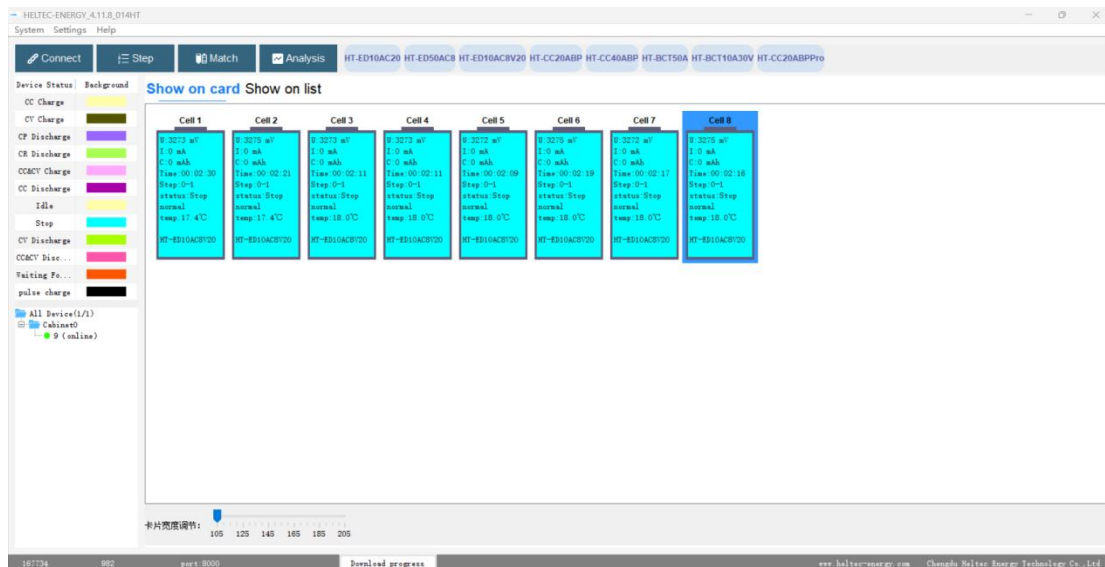 HELTEC-ENERGY_4.11.8_014HT
System Settings Help
Connect Step Match Analysis HT-ED10AC20 HT-ED50AC8 HT-ED10AC8V20 HT-CC20ABP HT-CC40ABP HT-BCT50A HT-BCT10A30V HT-CC20ABPPro
Device Status Background
CC Charge
CV Charge
CP Discharge
CR Discharge
CC&CV Charge
CC Discharge
Idle
Stop
CV Discharge
CC&CV Disc...
Waiting Fo...
pulse charge
All Device(1/1)
Cabinet0
9 (online)
Show on card Show on list
Cell 1
U:3273 mV
I:0 mA
C:0 mAh
Time:00:02:30
Step:0-1
status:Stop
normal
temp:17.4℃
HT-ED10AC8V20
Cell 2
U:3275 mV
I:0 mA
C:0 mAh
Time:00:02:21
Step:0-1
status:Stop
normal
temp:17.4℃
HT-ED10AC8V20
Cell 3
U:3273 mV
I:0 mA
C:0 mAh
Time:00:02:11
Step:0-1
status:Stop
normal
temp:18.0℃
HT-ED10AC8V20
Cell 4
U:3273 mV
I:0 mA
C:0 mAh
Time:00:02:11
Step:0-1
status:Stop
normal
temp:18.0℃
HT-ED10AC8V20
Cell 5
U:3272 mV
I:0 mA
C:0 mAh
Time:00:02:09
Step:0-1
status:Stop
normal
temp:18.0℃
HT-ED10AC8V20
Cell 6
U:3275 mV
I:0 mA
C:0 mAh
Time:00:02:19
Step:0-1
status:Stop
normal
temp:18.0℃
HT-ED10AC8V20
Cell 7
U:3272 mV
I:0 mA
C:0 mAh
Time:00:02:17
Step:0-1
status:Stop
normal
temp:18.0℃
HT-ED10AC8V20
Cell 8
U:3275 mV
I:0 mA
C:0 mAh
Time:00:02:16
Step:0-1
status:Stop
normal
temp:18.0℃
HT-ED10AC8V20
卡片宽度调节:
105 125 145 165 185 205
167734 982 port:8000 Download progress www.heltec-energy.com Chengdu Heltec Energy Technology Co.,Ltd